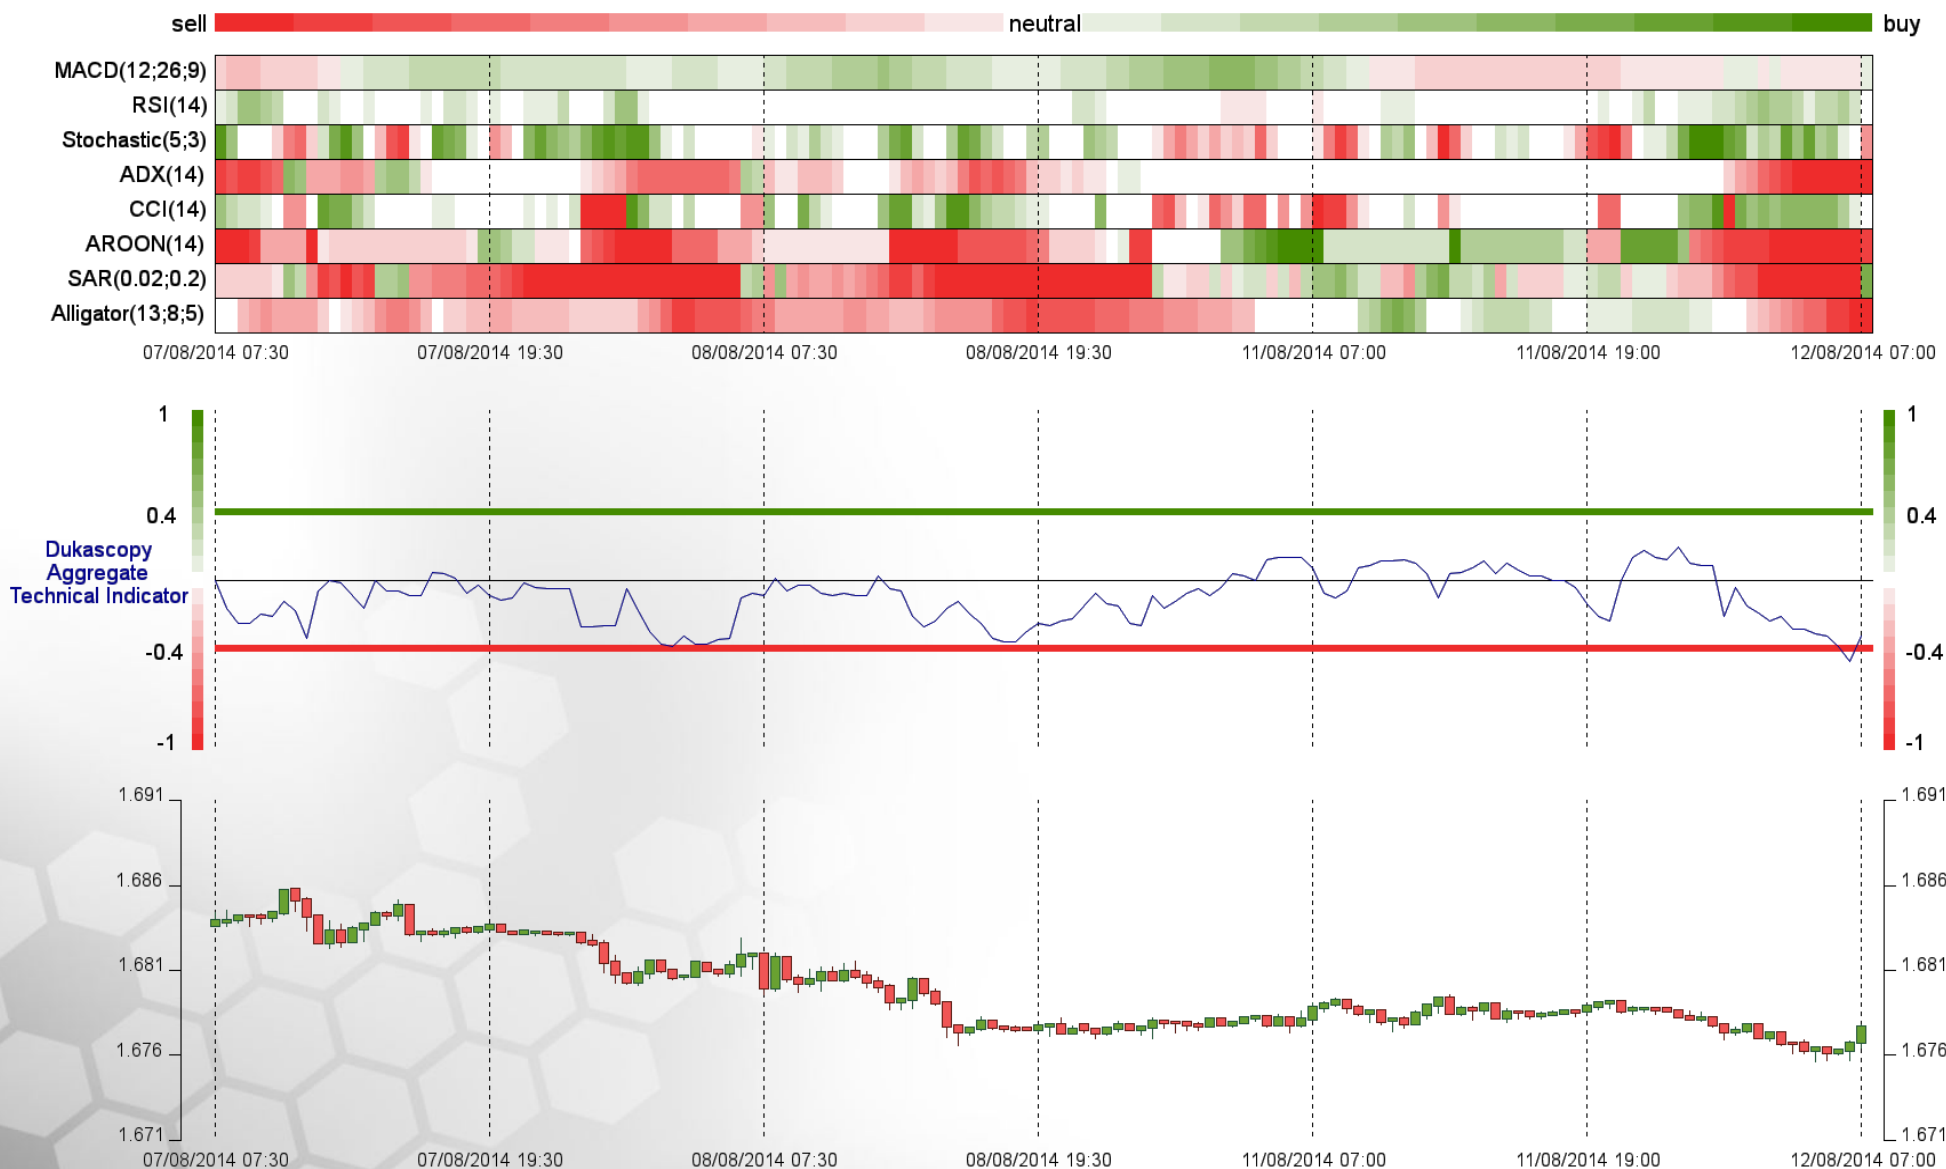 sell neutral buy
MACD(12;26;9)
RSI(14)
Stochastic(5;3)
ADX(14)
CCI(14)
AROON(14)
SAR(0.02;0.2)
Alligator(13;8;5)
07/08/2014 07:30 07/08/2014 19:30 08/08/2014 07:30 08/08/2014 19:30 11/08/2014 07:00 11/08/2014 19:00 12/08/2014 07:00
1 1
0.4 0.4
Dukascopy
Aggregate
Technical Indicator
-0.4 -0.4
-1 -1
1.691 1.691
1.686 1.686
1.681 1.681
1.676 1.676
1.671 1.671
07/08/2014 07:30 07/08/2014 19:30 08/08/2014 07:30 08/08/2014 19:30 11/08/2014 07:00 11/08/2014 19:00 12/08/2014 07:00